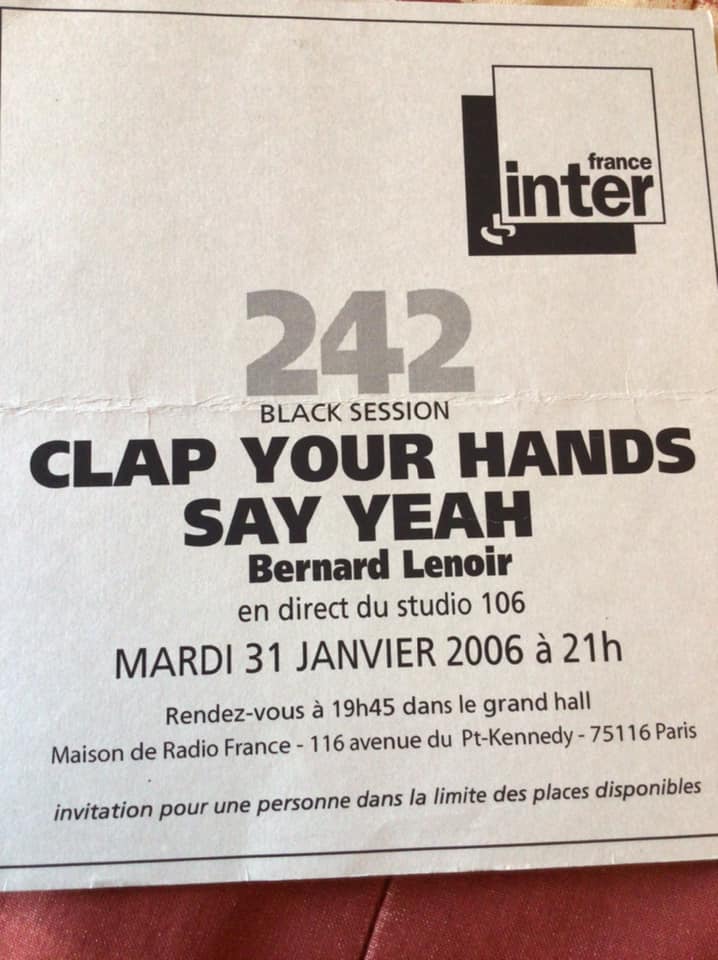 france
inter
242
BLACK SESSION
CLAP YOUR HANDS
SAY YEAH
Bernard Lenoir
en direct du studio 106
MARDI 31 JANVIER 2006 à 21h
Rendez-vous à 19h45 dans le grand hall
Maison de Radio France - 116 avenue du Pt-Kennedy - 75116 Paris
invitation pour une personne dans la limite des places disponibles